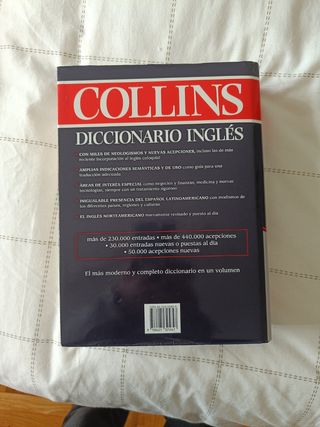 COLLINS
DICCIONARIO INGLÉS
• CON MILES DE NEOLOGISMOS Y NUEVAS ACEPCIONES, incluso las de más
reciente incorporación al inglés coloquial
• AMPLIAS INDICACIONES SEMÁNTICAS Y DE USO como guía para una
traducción adecuada
• ÁREAS DE INTERÉS ESPECIAL como negocios y finanzas, medicina y nuevas
tecnologías, siempre con un tratamiento riguroso
• INIGUALABLE PRESENCIA DEL ESPAÑOL LATINOAMERICANO con modismos de
los diferentes países, regiones y culturas
• EL INGLÉS NORTEAMERICANO nuevamente revisado y puesto al día
más de 230.000 entradas • más de 440.000 acepciones
• 30.000 entradas nuevas o puestas al día
• 50.000 acepciones nuevas
El más moderno y completo diccionario en un volumen